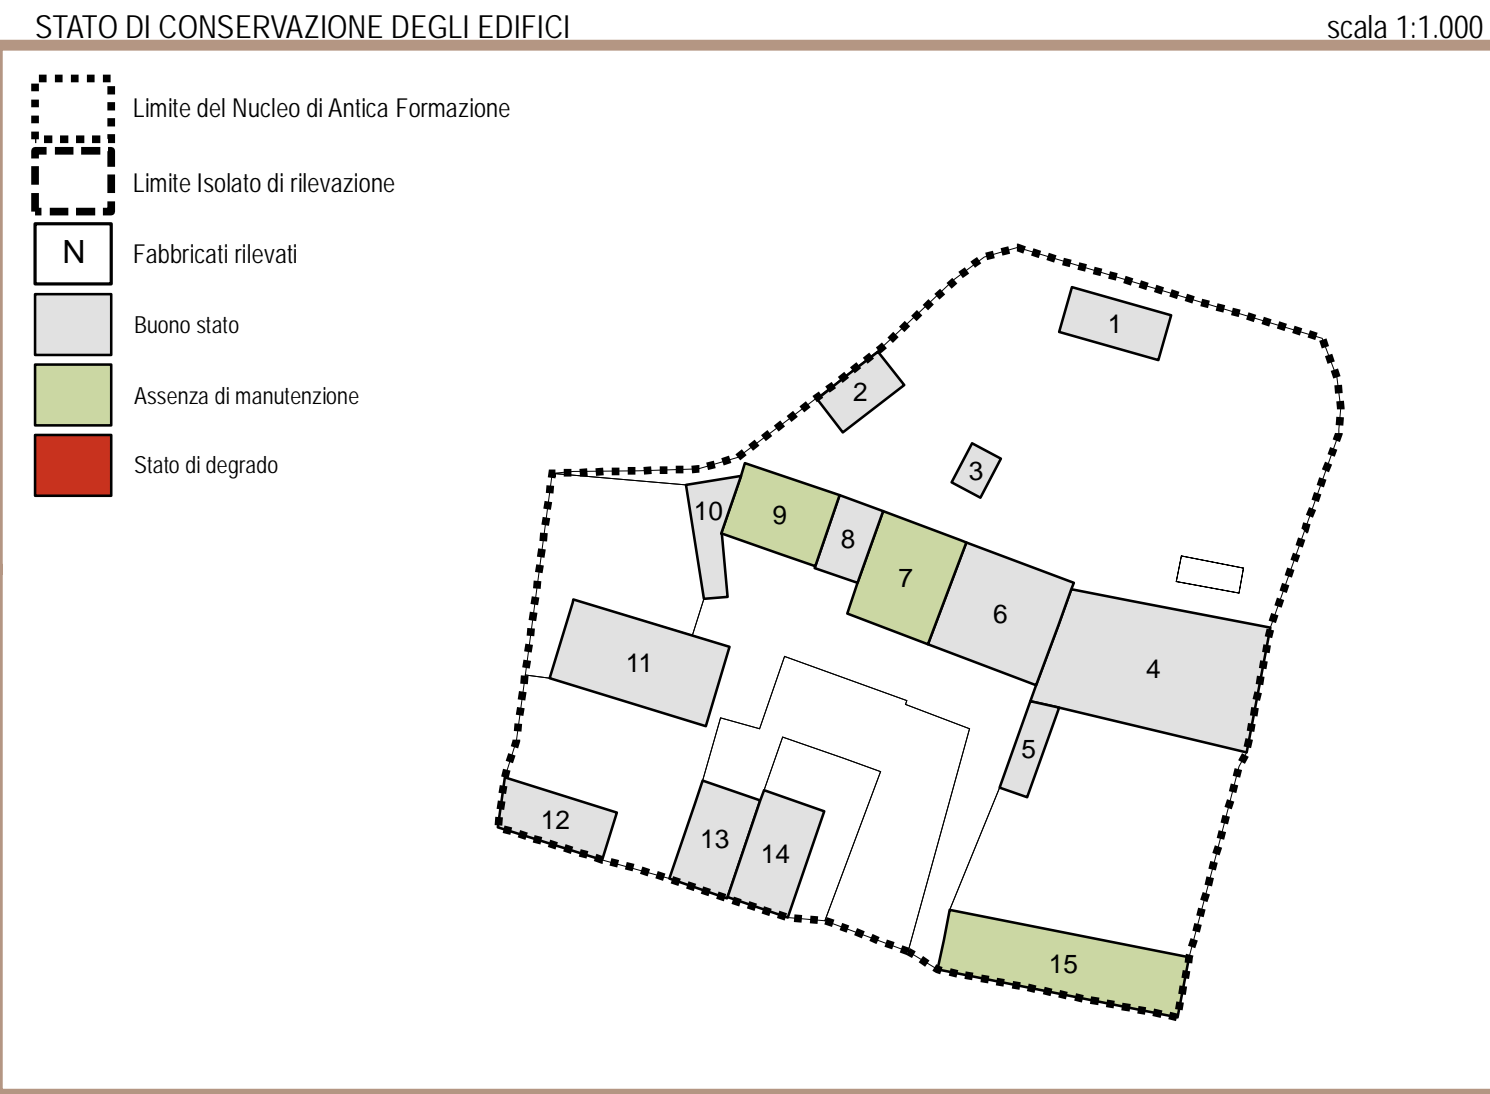 STATO DI CONSERVAZIONE DEGLI EDIFICI scala 1:1.000
Limite del Nucleo di Antica Formazione
Limite Isolato di rilevazione
N Fabbricati rilevati
Buono stato
Assenza di manutenzione
Stato di degrado
1
2
3
10
9
8
7
6
4
11
5
12
13
14
15